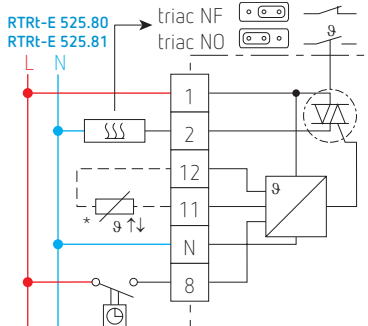 RTRt-E 525.80
RTRt-E 525.81
triac NF
triac NO
L N
ϑ
1
2
12
11
N
8
ϑ
* ϑ ↑↓